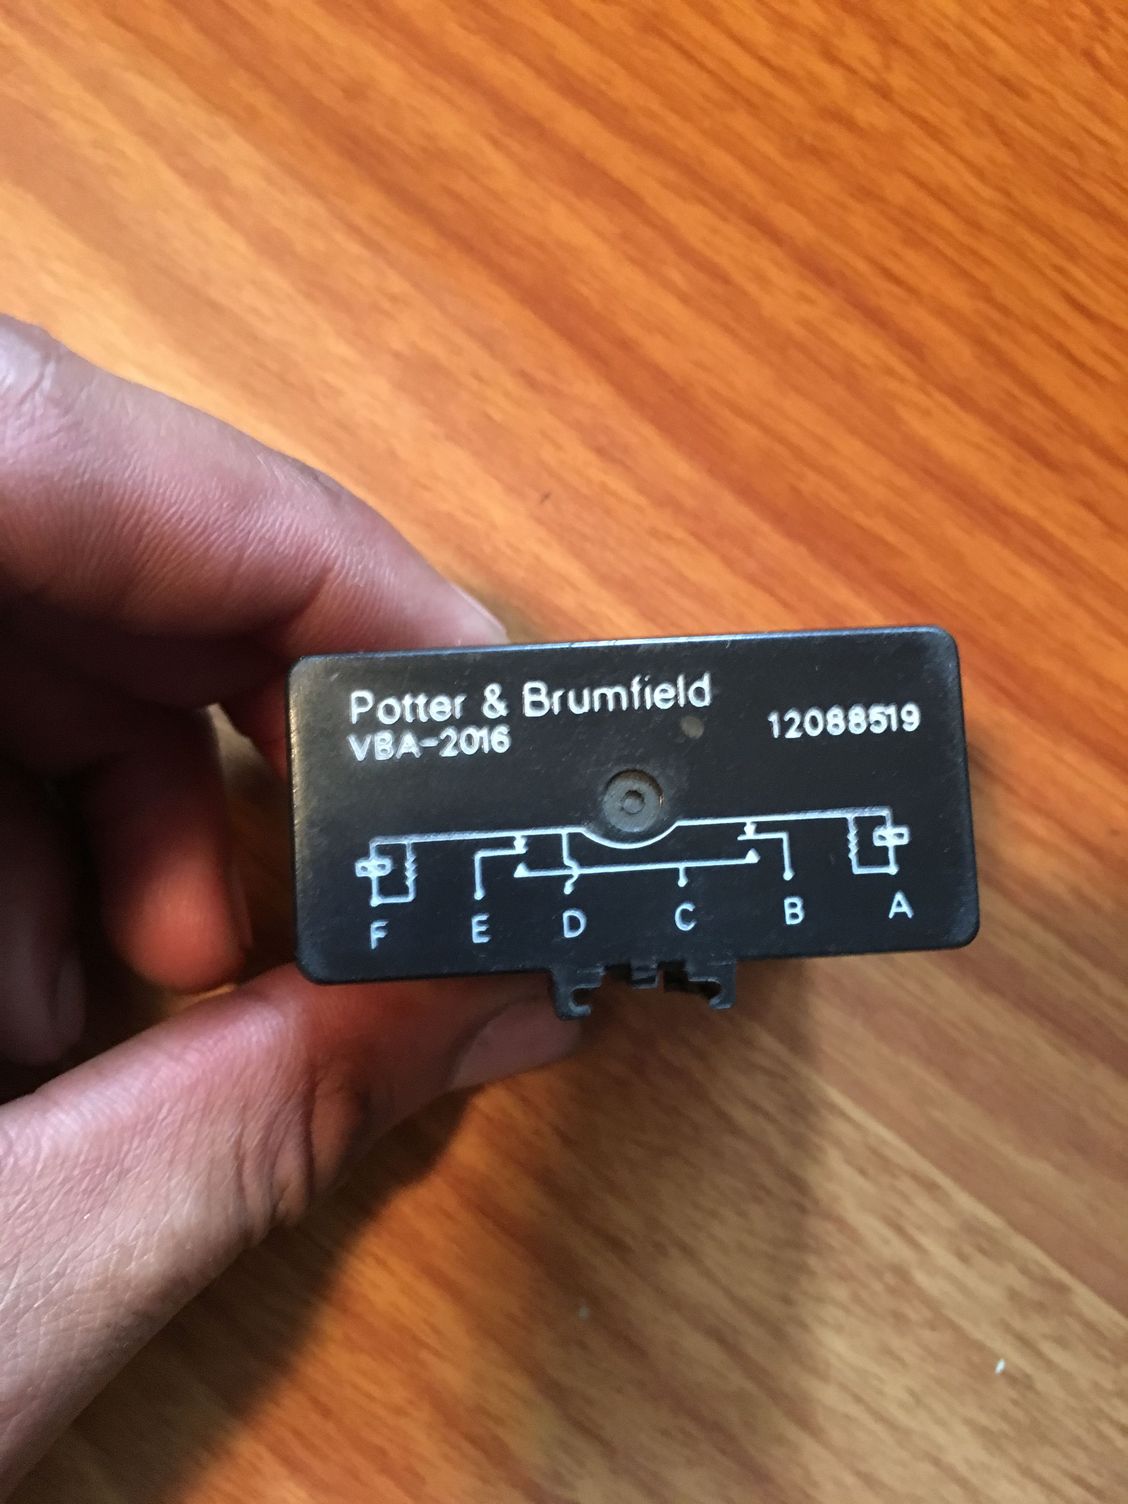 Potter & Brumfield
VBA-2016
12088519
F E D C B A